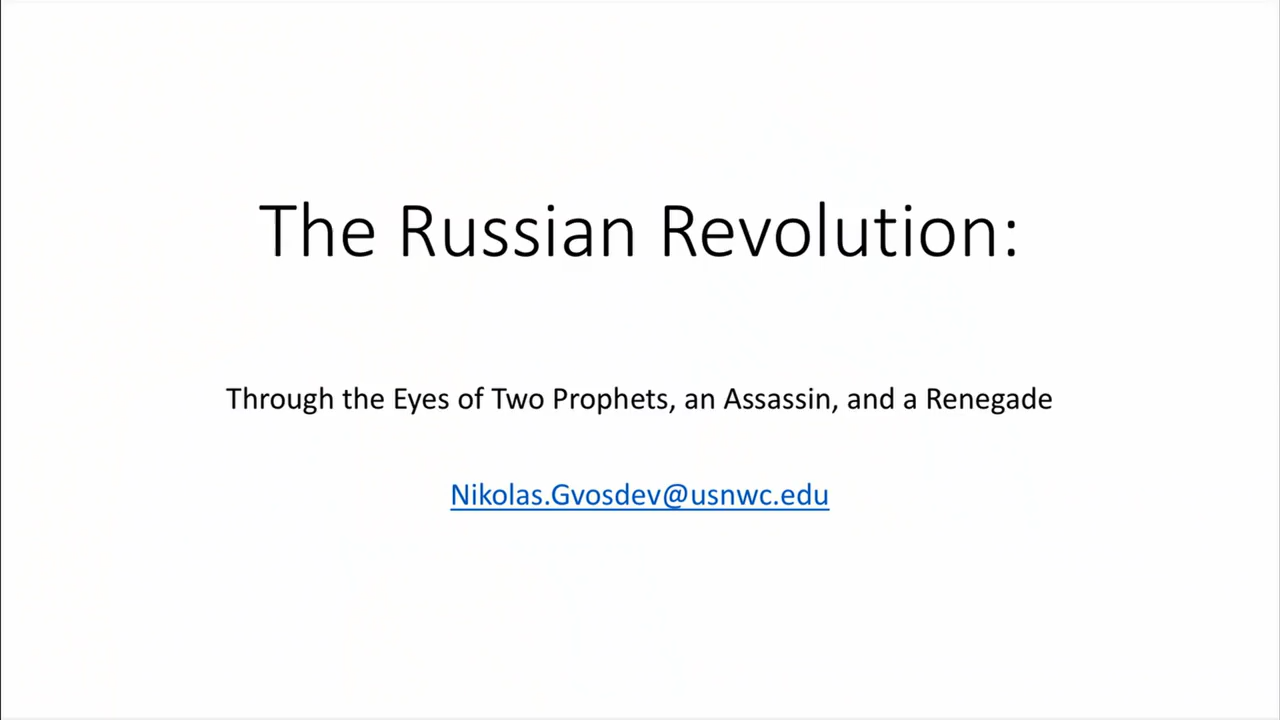 The Russian Revolution:
Through the Eyes of Two Prophets, an Assassin, and a Renegade
Nikolas.Gvosdev@usnwc.edu